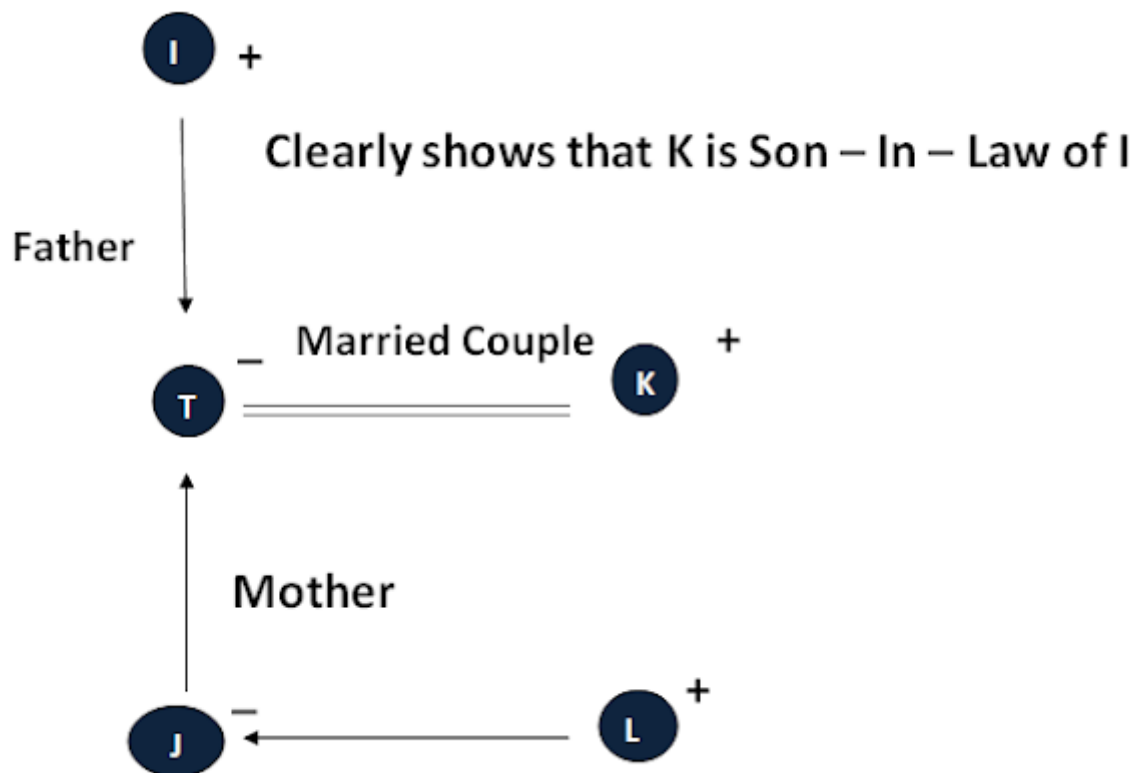 I +
Clearly shows that K is Son – In – Law of I
Father
Married Couple
T – K +
Mother
J – L +